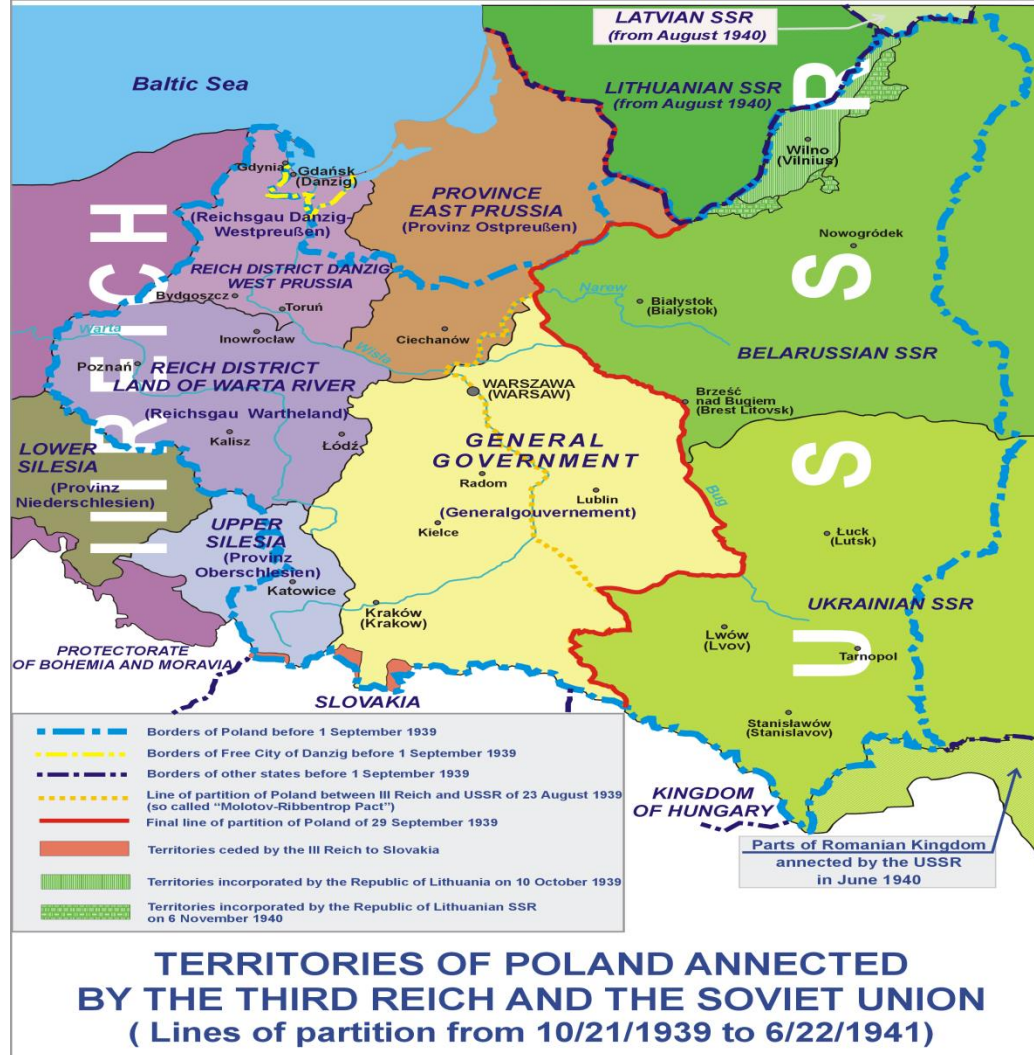 LATVIAN SSR
(from August 1940)
Baltic Sea
LITHUANIAN SSR
(from August 1940)
Wilno
(Vilnius)
Gdynia
Gdańsk
(Danzig)
PROVINCE
EAST PRUSSIA
(Provinz Ostpreußen)
(Reichsgau Danzig-
Westpreußen)
REICH DISTRICT DANZIG
WEST PRUSSIA
Nowogródek
Bydgoszcz
Toruń
Narew
Bialystok
(Bialystok)
Warta
Inowrocław
Wisla
Ciechanów
BELARUSSIAN SSR
Poznań
REICH DISTRICT
LAND OF WARTA RIVER
(Reichsgau Wartheland)
WARSZAWA
(WARSAW)
Brześć
nad Bugiem
(Brest Litovsk)
Kalisz
Łódź
LOWER
SILESIA
(Provinz
Niederschlesien)
GENERAL
GOVERNMENT
Radom
Lublin
(Generalgouvernement)
Kielce
Bug
Łuck
(Lutsk)
UPPER
SILESIA
(Provinz
Oberschlesien)
Katowice
Kraków
(Krakow)
UKRAINIAN SSR
Lwów
(Lvov)
Tarnopol
PROTECTORATE
OF BOHEMIA AND MORAVIA
SLOVAKIA
Stanisławów
(Stanislavov)
III REICH
USSR
KINGDOM
OF HUNGARY
Parts of Romanian Kingdom
annected by the USSR
in June 1940
Borders of Poland before 1 September 1939
Borders of Free City of Danzig before 1 September 1939
Borders of other states before 1 September 1939
Line of partition of Poland between III Reich and USSR of 23 August 1939
(so called “Molotov-Ribbentrop Pact”)
Final line of partition of Poland of 29 September 1939
Territories ceded by the III Reich to Slovakia
Territories incorporated by the Republic of Lithuania on 10 October 1939
Territories incorporated by the Republic of Lithuanian SSR
on 6 November 1940
TERRITORIES OF POLAND ANNECTED
BY THE THIRD REICH AND THE SOVIET UNION
( Lines of partition from 10/21/1939 to 6/22/1941)